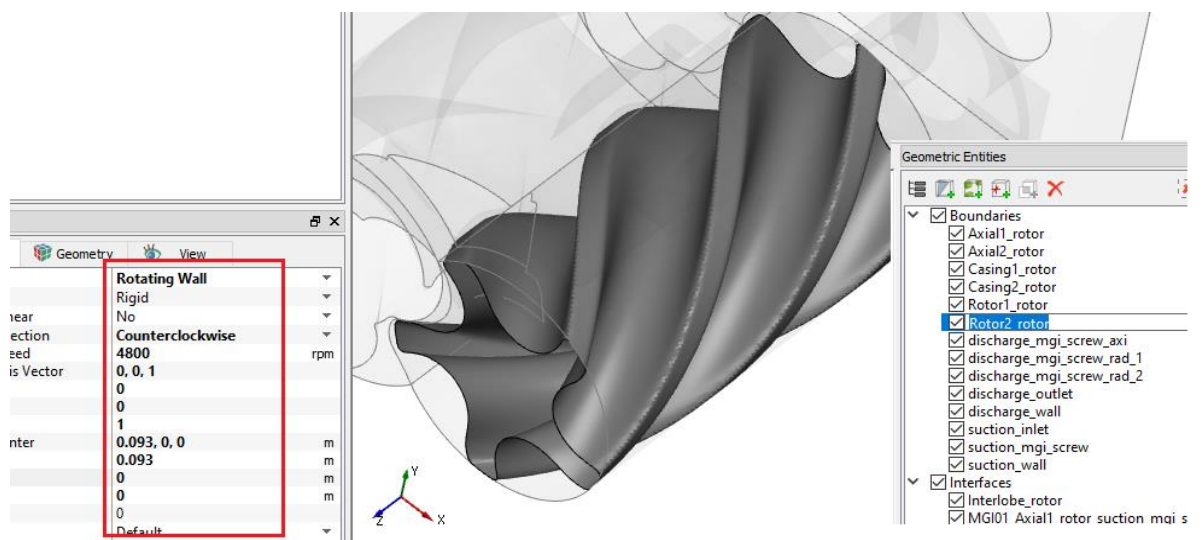 Geometry View
Rotating Wall
Rigid
near No
ection Counterclockwise
eed 4800 rpm
is Vector 0, 0, 1
0
0
1
nter 0.093, 0, 0 m
0.093 m
0 m
0 m
0
Default
Y
Z
X
Geometric Entities
Boundaries
Axial1_rotor
Axial2_rotor
Casing1_rotor
Casing2_rotor
Rotor1_rotor
Rotor2_rotor
discharge_mgi_screw_axi
discharge_mgi_screw_rad_1
discharge_mgi_screw_rad_2
discharge_outlet
discharge_wall
suction_inlet
suction_mgi_screw
suction_wall
Interfaces
Interlobe_rotor
MGI01_Axial1_rotor_suction_mgi_s